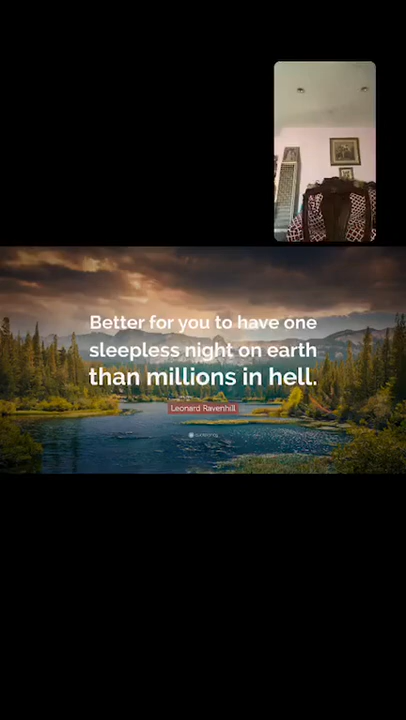 Better for you to have one
sleepless night on earth
than millions in hell.
Leonard Ravenhill